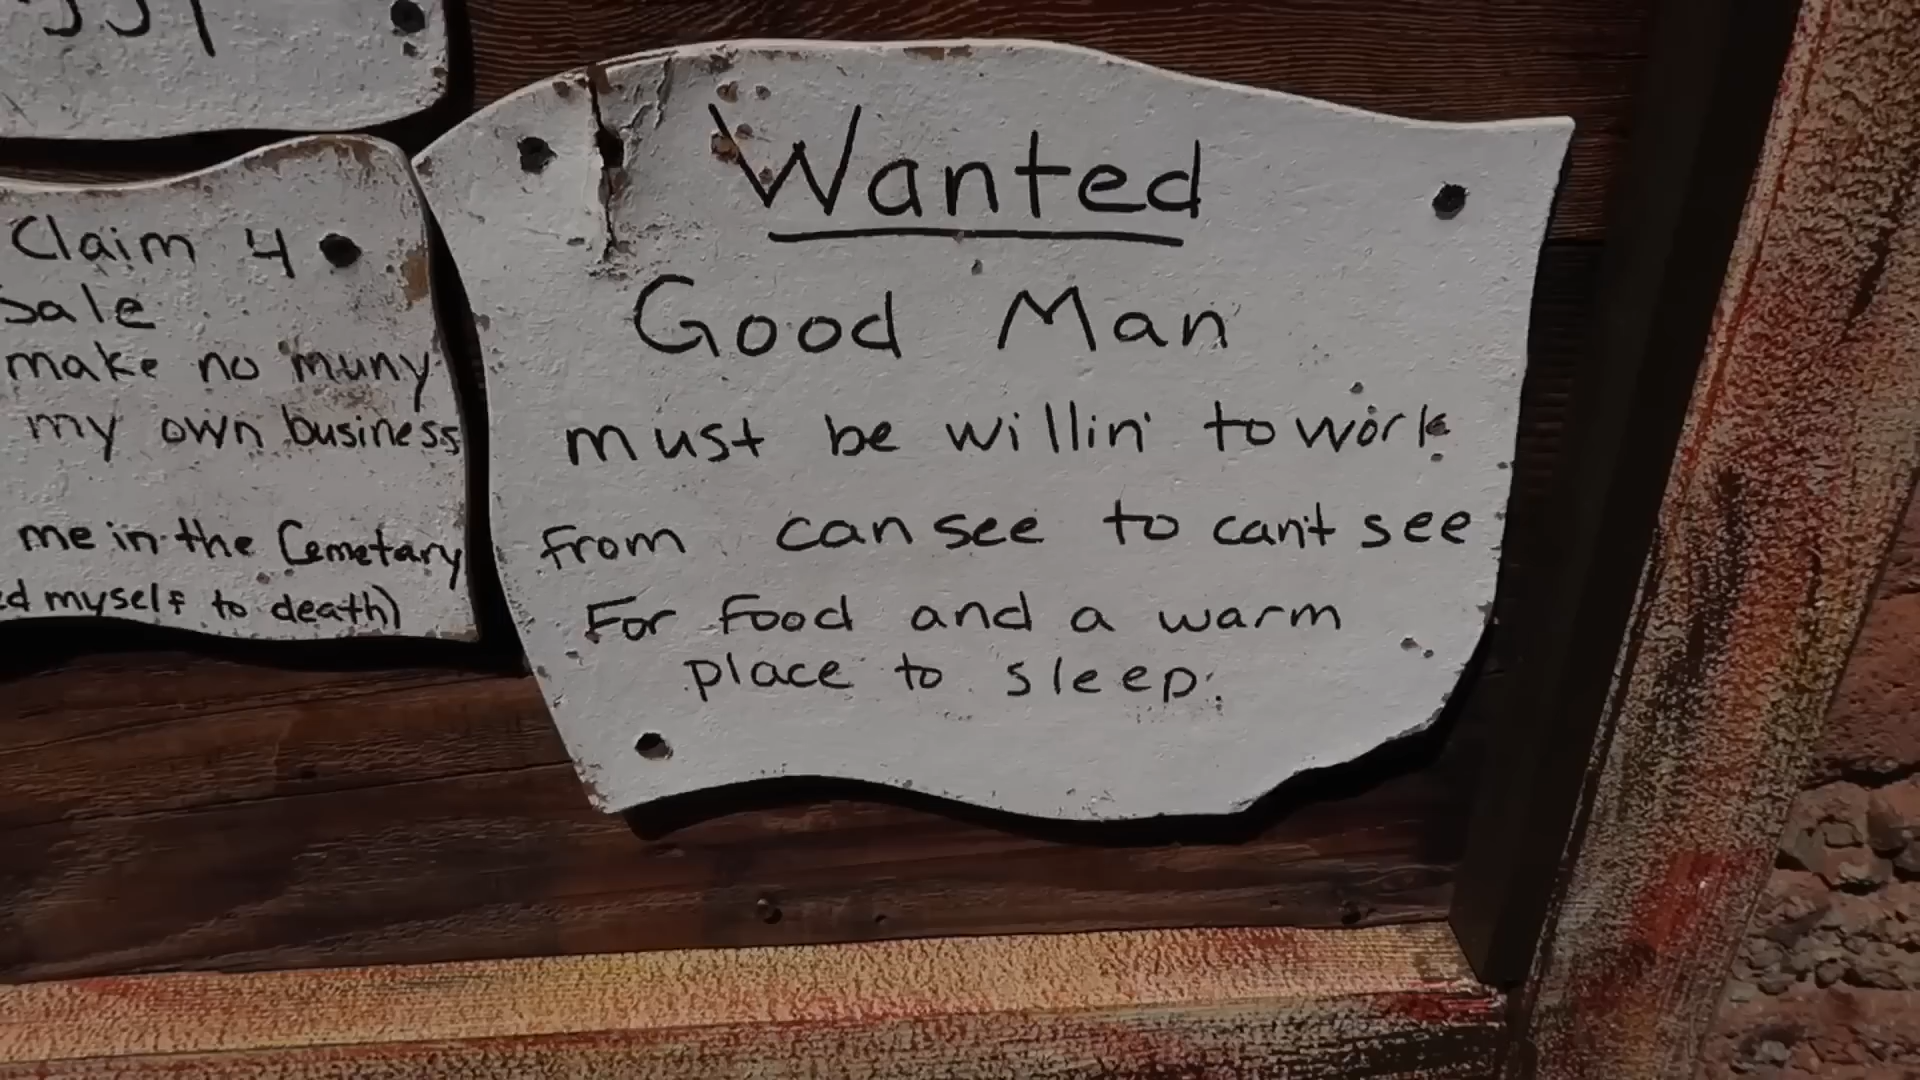 Claim 4
Sale
make no muny
my own business
me in the Cemetary
myself to death)
Wanted
Good Man
must be willin' to work
From can see to can't see
For food and a warm
place to sleep.